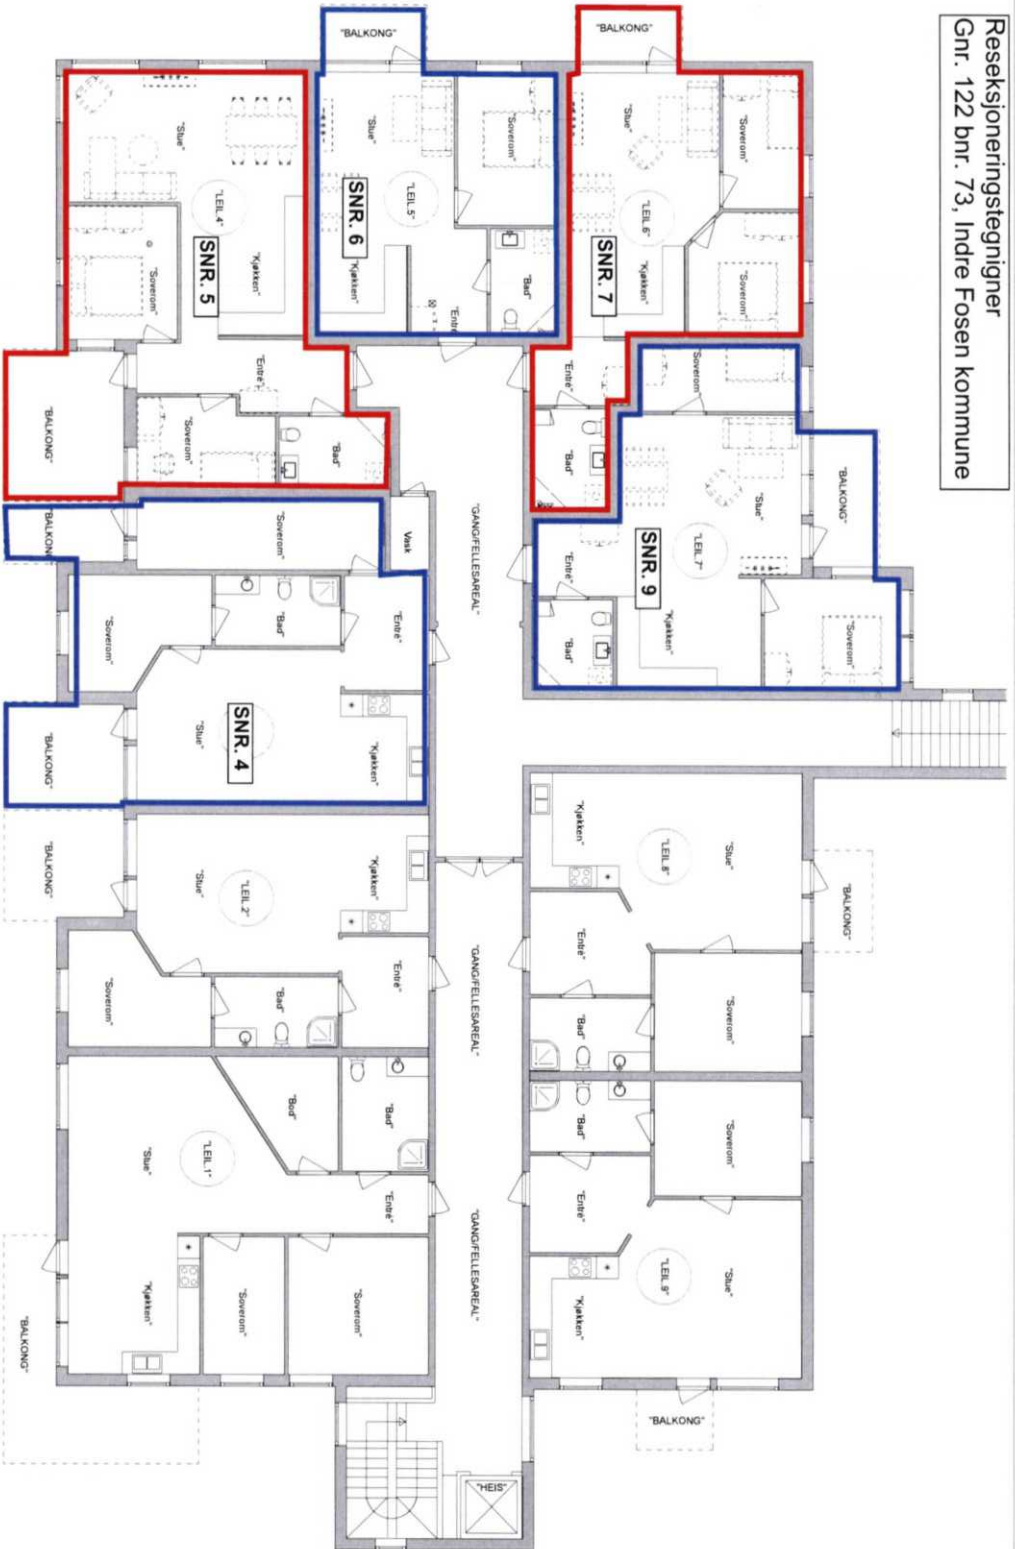 Reseksjoneringstegnigner
Gnr. 122 bnr. 73, Indre Fosen kommune
"BALKONG"
"BALKONG"
"Stue"
"LEIL.4"
"Kjøkken"
SNR. 5
"Soverom"
"Entré"
"Soverom"
"Bad"
"BALKONG"
"Stue"
"LEIL.5"
SNR. 6
"Kjøkken"
"Soverom"
"Bad"
"Entré
"Stue"
"LEIL.6"
SNR. 7
"Kjøkken"
"Soverom"
"Soverom"
"Entré"
"Bad"
"Soverom"
"BALKONG"
"Stue"
"LEIL.7"
SNR. 9
"Entré"
"Kjøkken"
"Bad"
"Soverom"
Vask
"GANG/FELLESAREAL"
"BALKONG
"Soverom"
"Soverom"
"Bad"
"Entré"
SNR. 4
"Stue"
"Kjøkken"
"BALKONG"
"BALKONG"
"Stue"
"LEIL.2"
"Kjøkken"
"Soverom"
"Bad"
"Entré"
"GANG/FELLESAREAL"
"Kjøkken"
"LEIL.8"
"Stue"
"BALKONG"
"Entré"
"Bad"
"Soverom"
"Bad"
"Soverom"
"Entré"
"LEIL.9"
"Stue"
"Kjøkken"
"BALKONG"
"Bod"
"Bad"
"LEIL.1"
"Stue"
"Entré"
"Kjøkken"
"Soverom"
"Soverom"
"BALKONG"
"GANG/FELLESAREAL"
"HEIS"